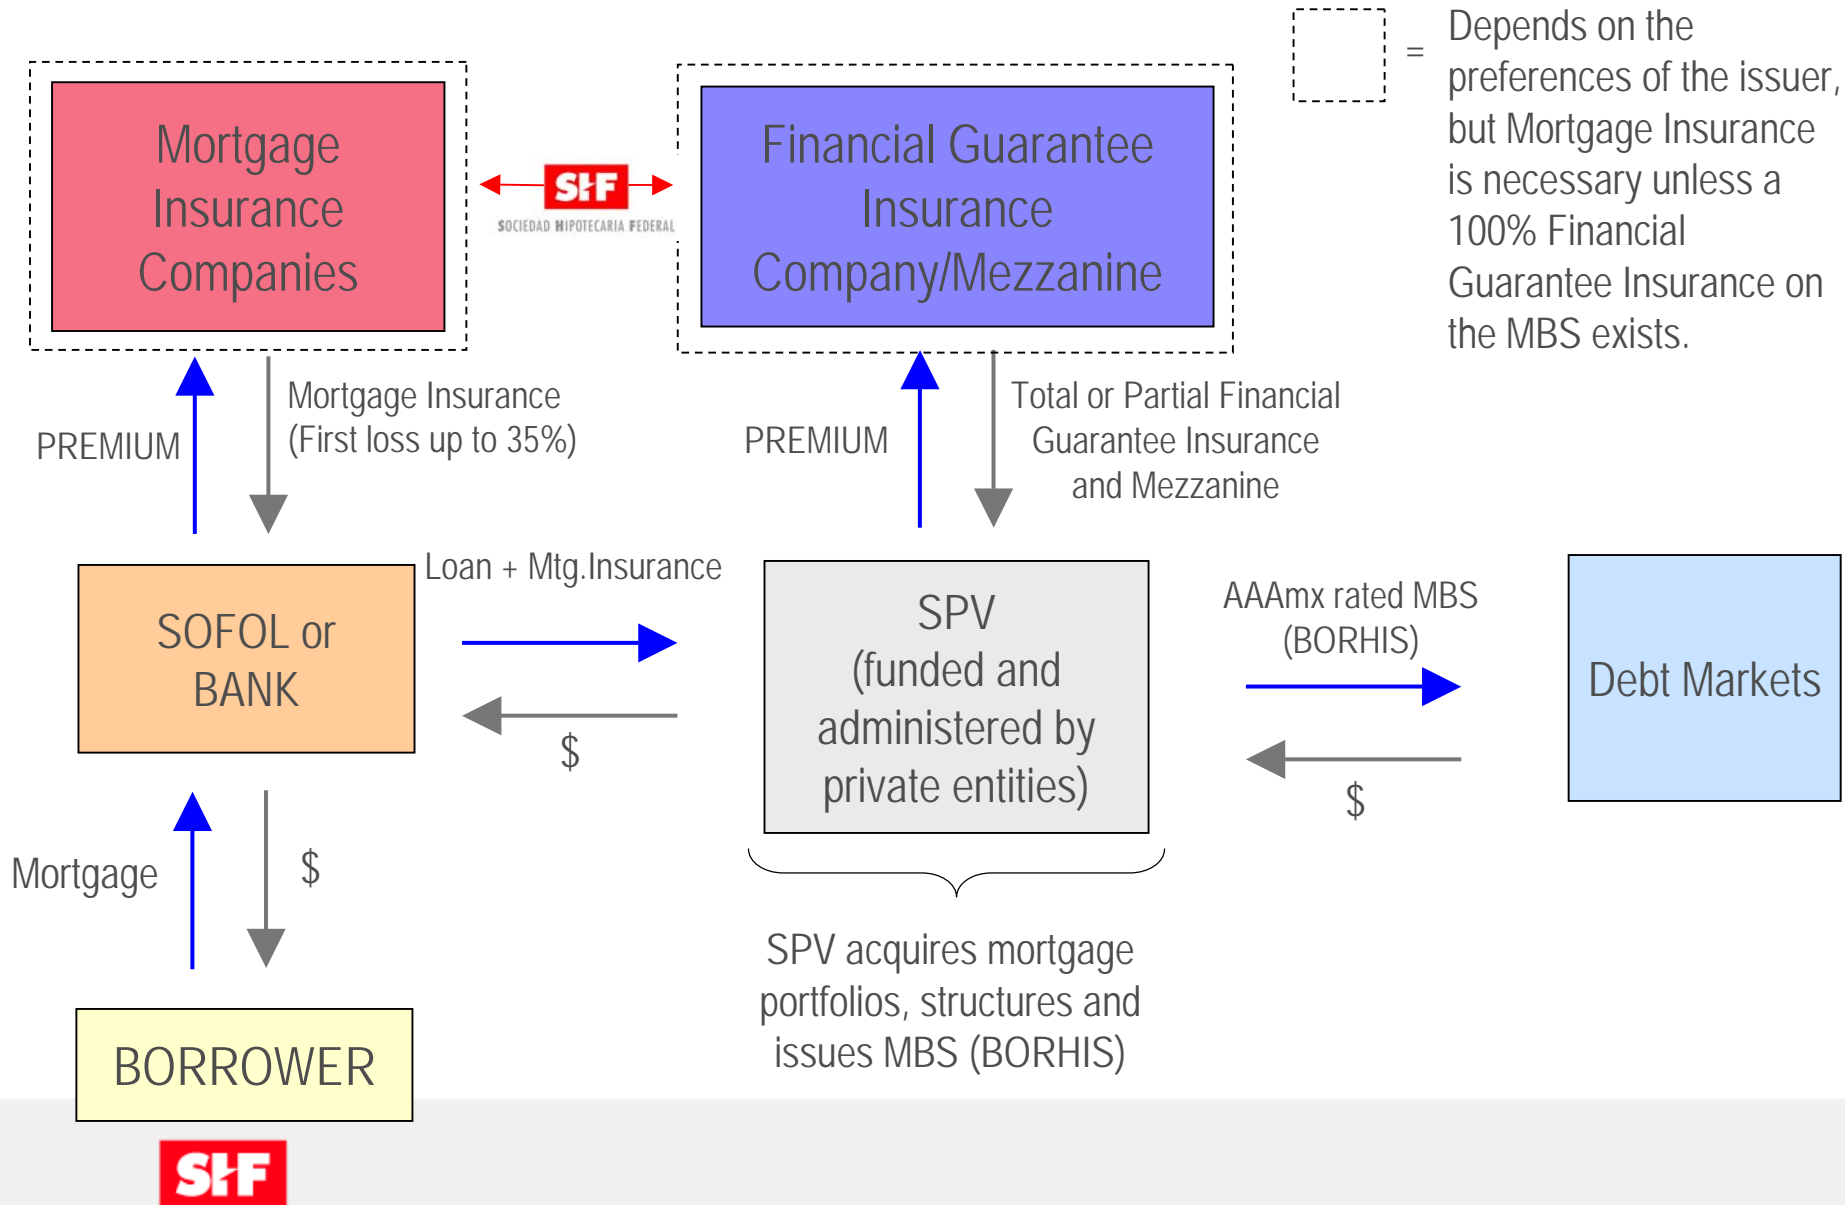 Mortgage
Insurance
Companies
SHF
SOCIEDAD HIPOTECARIA FEDERAL
Financial Guarantee
Insurance
Company/Mezzanine
=
Depends on the
preferences of the issuer,
but Mortgage Insurance
is necessary unless a
100% Financial
Guarantee Insurance on
the MBS exists.
PREMIUM
Mortgage Insurance
(First loss up to 35%)
PREMIUM
Total or Partial Financial
Guarantee Insurance
and Mezzanine
SOFOL or
BANK
Loan + Mtg.Insurance
$
SPV
(funded and
administered by
private entities)
AAAmx rated MBS
(BORHIS)
$
Debt Markets
Mortgage
$
SPV acquires mortgage
portfolios, structures and
issues MBS (BORHIS)
BORROWER
SHF